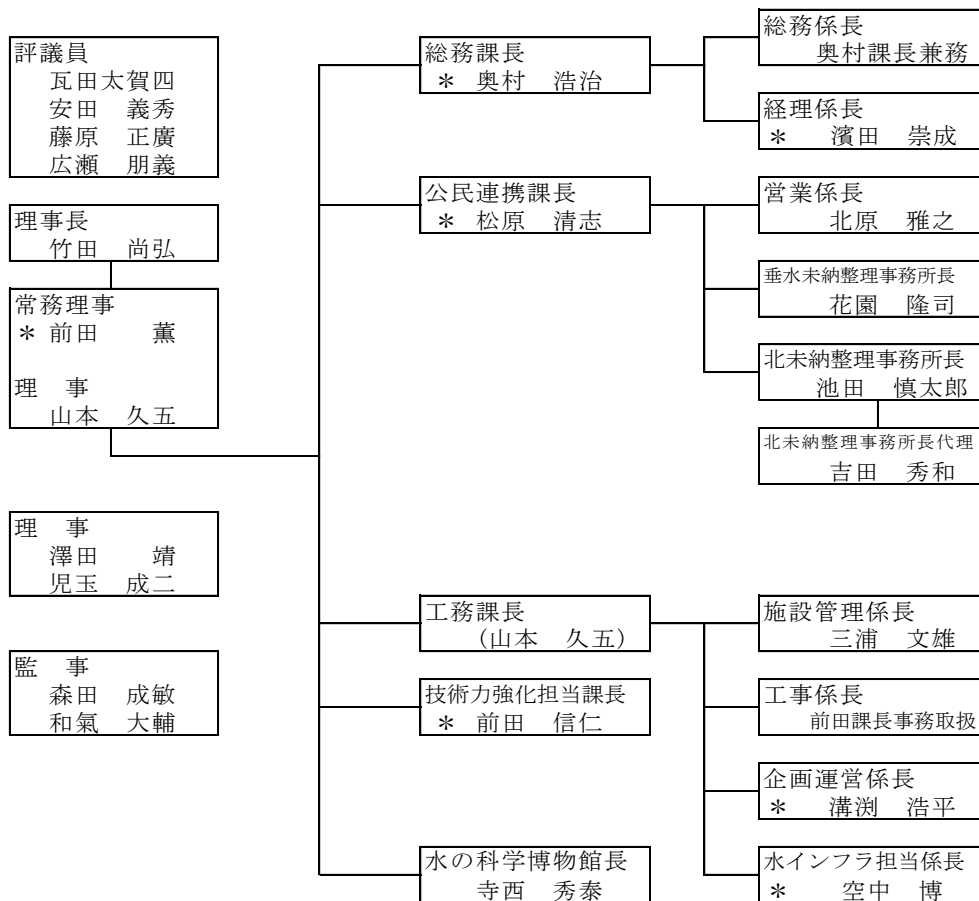 評議員
瓦田太賀四
安田　義秀
藤原　正廣
広瀬　朋義
理事長
竹田　尚弘
常務理事
＊ 前田　　薫
理　事
山本　久五
理　事
澤田　　靖
児玉　成二
監　事
森田　成敏
和氣　大輔
総務課長
＊ 奥村　浩治
公民連携課長
＊ 松原　清志
工務課長
(山本　久五)
技術力強化担当課長
＊ 前田　信仁
水の科学博物館長
寺西　秀泰
総務係長
奥村課長兼務
経理係長
＊　濱田　崇成
営業係長
北原　雅之
垂水未納整理事務所長
花園　隆司
北未納整理事務所長
池田　慎太郎
北未納整理事務所長代理
吉田　秀和
施設管理係長
三浦　文雄
工事係長
前田課長事務取扱
企画運営係長
＊　溝渕　浩平
水インフラ担当係長
＊　空中　博